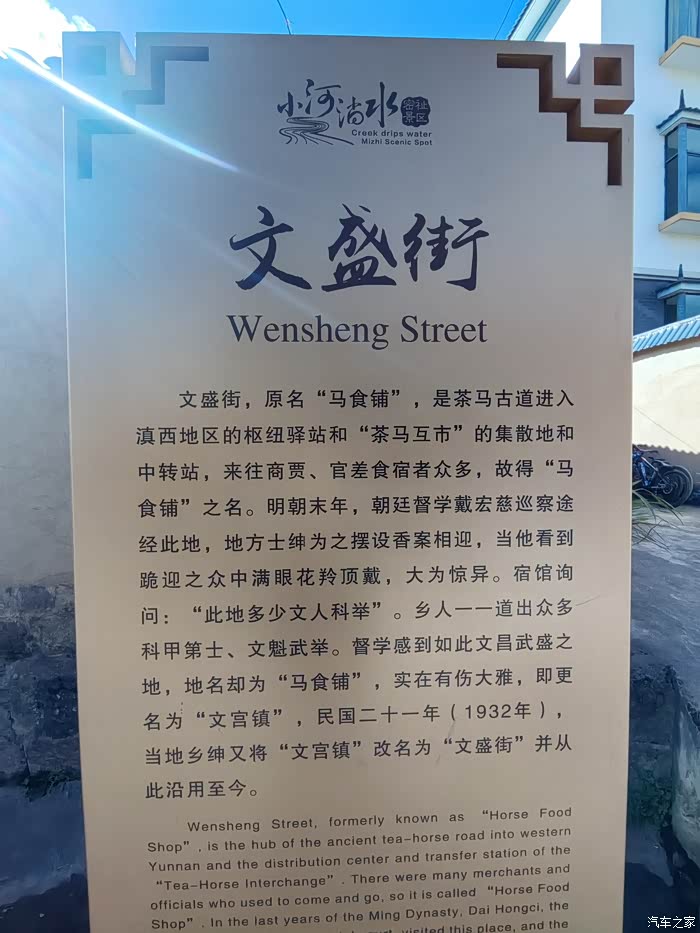 小河淌水
密祉景区
Creek drips water
Mizhi Scenic Spot
文盛街
Wensheng Street
文盛街，原名“马食铺”，是茶马古道进入
滇西地区的枢纽驿站和“茶马互市”的集散地和
中转站，来往商贾、官差食宿者众多，故得“马
食铺”之名。明朝末年，朝廷督学戴宏慈巡察途
经此地，地方士绅为之摆设香案相迎，当他看到
跪迎之众中满眼花羚顶戴，大为惊异。宿馆询
问：“此地多少文人科举”。乡人一一道出众多
科甲第士、文魁武举。督学感到如此文昌武盛之
地，地名却为“马食铺”，实在有伤大雅，即更
名为“文宫镇”，民国二十一年（1932年），
当地乡绅又将“文宫镇”改名为“文盛街”并从
此沿用至今。
Wensheng Street, formerly known as “Horse Food
Shop”, is the hub of the ancient tea-horse road into western
Yunnan and the distribution center and transfer station of the
“Tea-Horse Interchange”. There were many merchants and
officials who used to come and go, so it is called “Horse Food
Shop”. In the last years of the Ming Dynasty, Dai Hongci, the
visited this place, and the
汽车之家